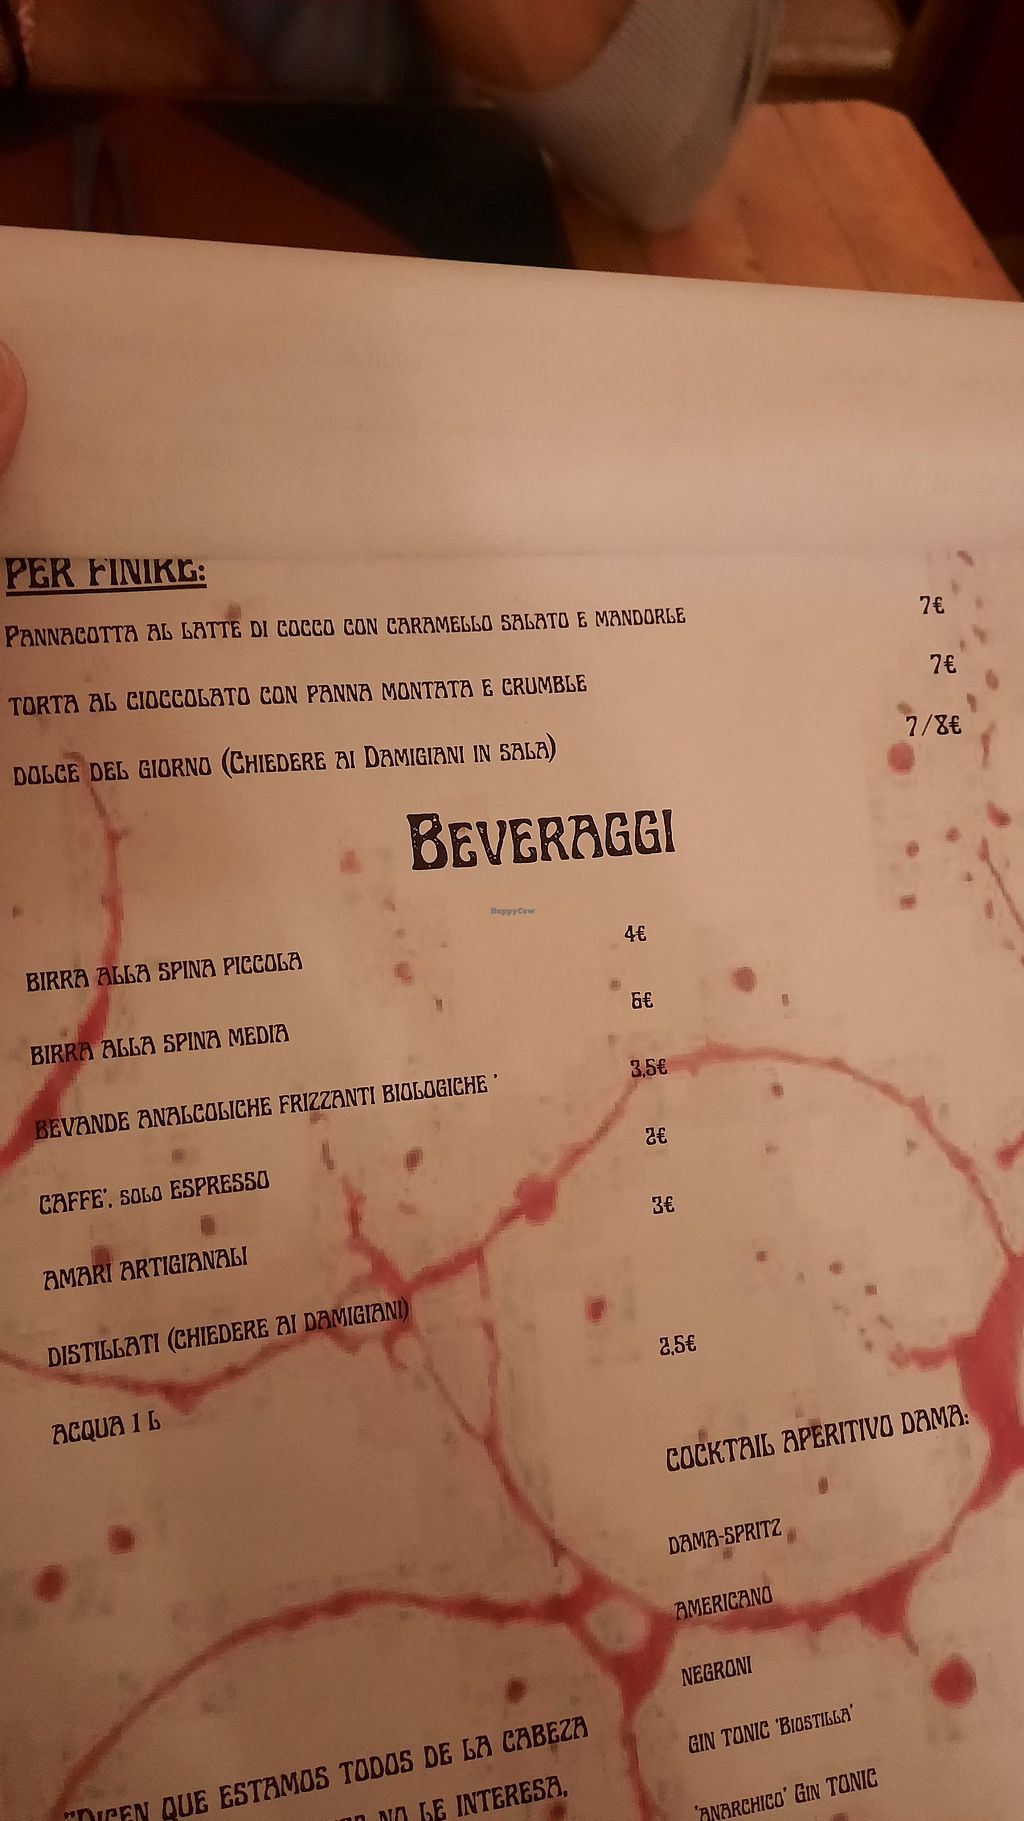 PER FINIRE:
PANNACOTTA AL LATTE DI COCCO CON CARAMELLO SALATO E MANDORLE 7€
TORTA AL CIOCCOLATO CON PANNA MONTATA E CRUMBLE 7€
DOLCE DEL GIORNO (CHIEDERE AI DAMIGIANI IN SALA) 7/8€
BEVERAGGI
HappyCow
BIRRA ALLA SPINA PICCOLA 4€
BIRRA ALLA SPINA MEDIA 6€
BEVANDE ANALCOLICHE FRIZZANTI BIOLOGICHE ' 3,5€
CAFFE', SOLO ESPRESSO 2€
AMARI ARTIGIANALI 3€
DISTILLATI (CHIEDERE AI DAMIGIANI)
ACQUA 1 L 2,5€
COCKTAIL APERITIVO DAMA:
DAMA-SPRITZ
AMERICANO
NEGRONI
GIN TONIC 'BIOSTILLA'
'ANARCHICO' GIN TONIC
"DICEN QUE ESTAMOS TODOS DE LA CABEZA
NO LE INTERESA,